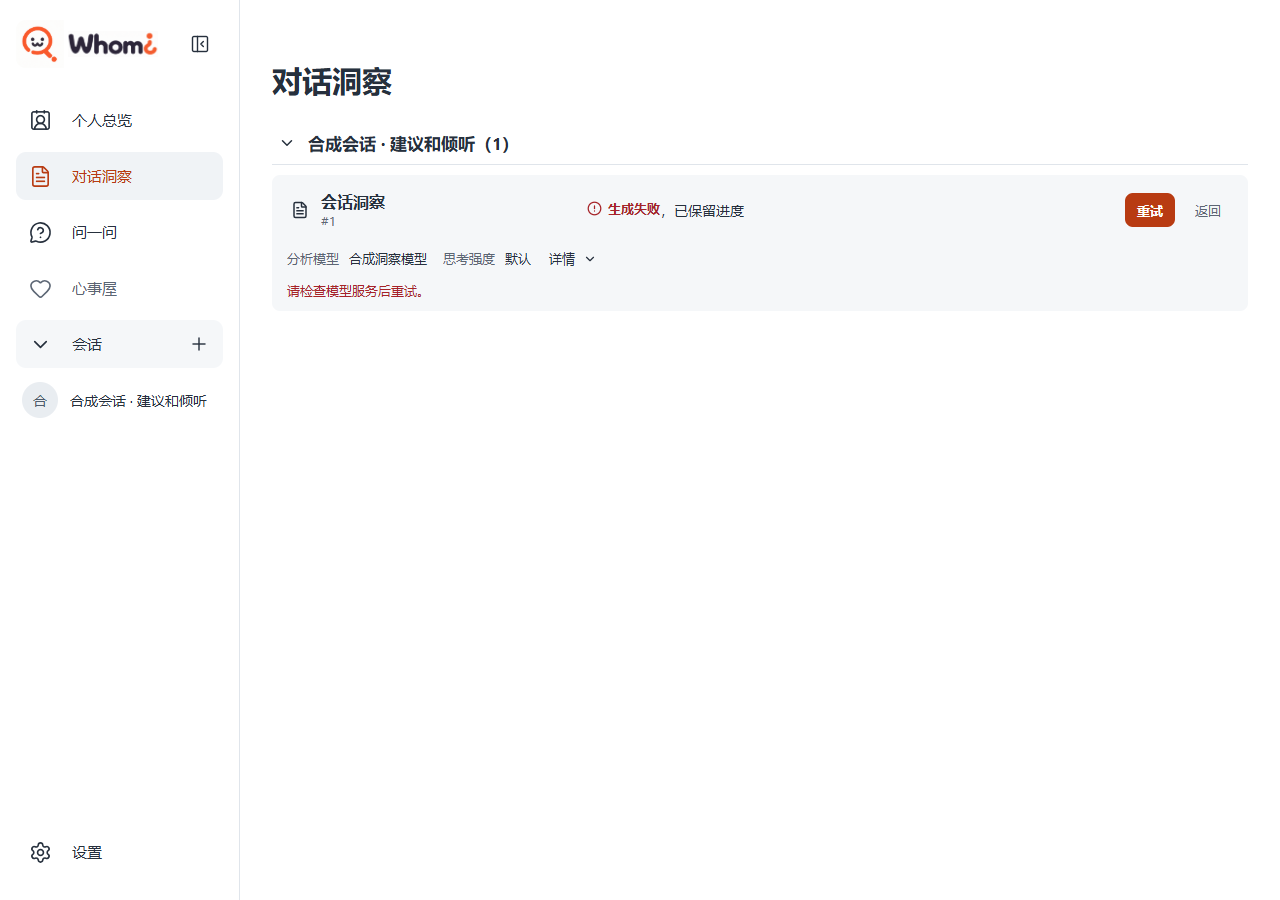 Whomi
个人总览
对话洞察
问一问
心事屋
会话
合 合成会话 · 建议和倾听
设置
对话洞察
合成会话 · 建议和倾听（1）
会话洞察
#1
生成失败，已保留进度
重试 返回
分析模型 合成洞察模型 思考强度 默认 详情
请检查模型服务后重试。